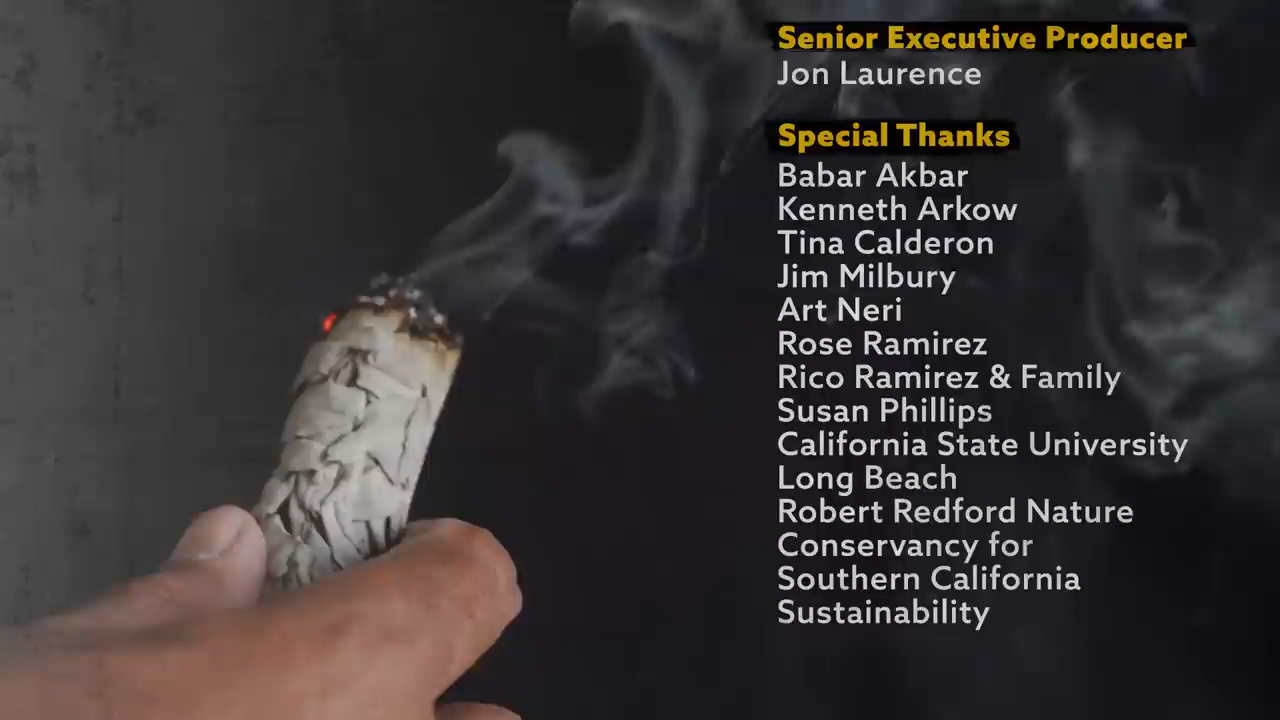 Senior Executive Producer
Jon Laurence
Special Thanks
Babar Akbar
Kenneth Arkow
Tina Calderon
Jim Milbury
Art Neri
Rose Ramirez
Rico Ramirez & Family
Susan Phillips
California State University
Long Beach
Robert Redford Nature
Conservancy for
Southern California
Sustainability